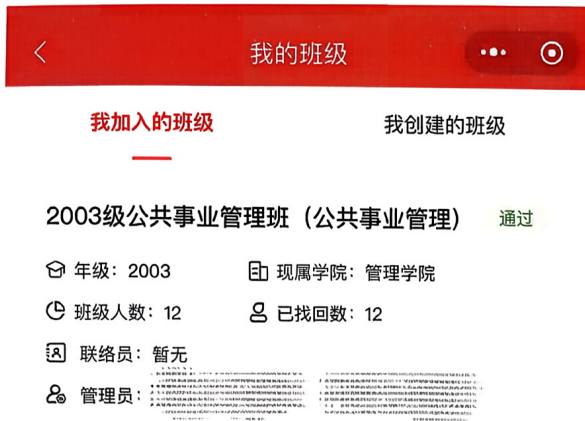 我的班级
我加入的班级 我创建的班级
2003级公共事业管理班（公共事业管理） 通过
年级：2003 现属学院：管理学院
班级人数：12 已找回数：12
联络员：暂无
管理员：